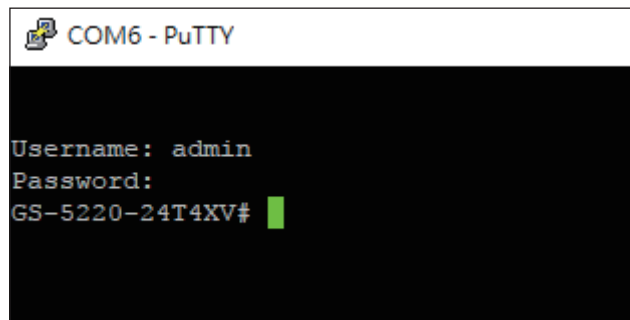 COM6 - PuTTY
Username: admin
Password:
GS-5220-24T4XV#